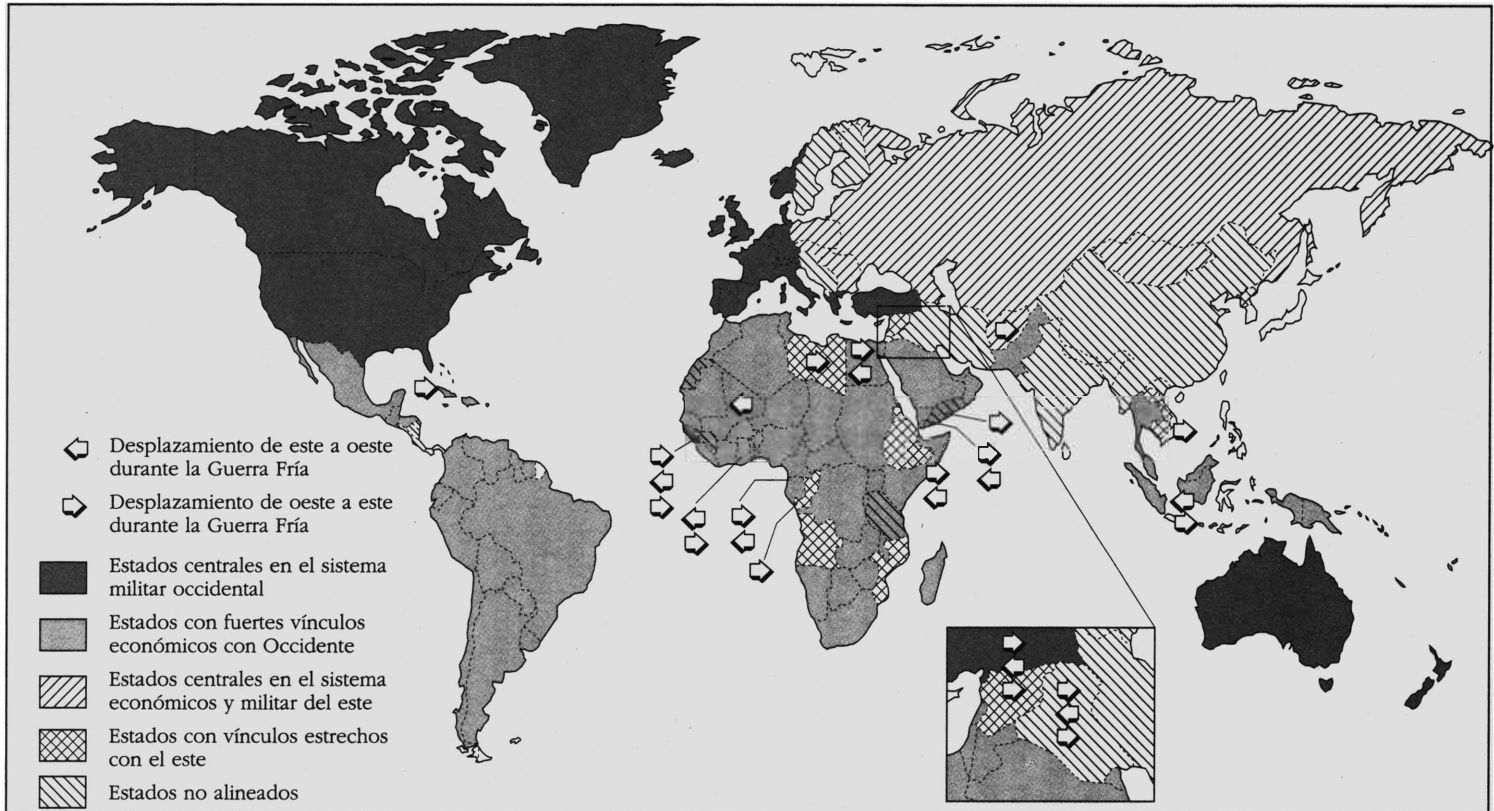 Desplazamiento de este a oeste
durante la Guerra Fría
Desplazamiento de oeste a este
durante la Guerra Fría
Estados centrales en el sistema
militar occidental
Estados con fuertes vínculos
económicos con Occidente
Estados centrales en el sistema
económicos y militar del este
Estados con vínculos estrechos
con el este
Estados no alineados